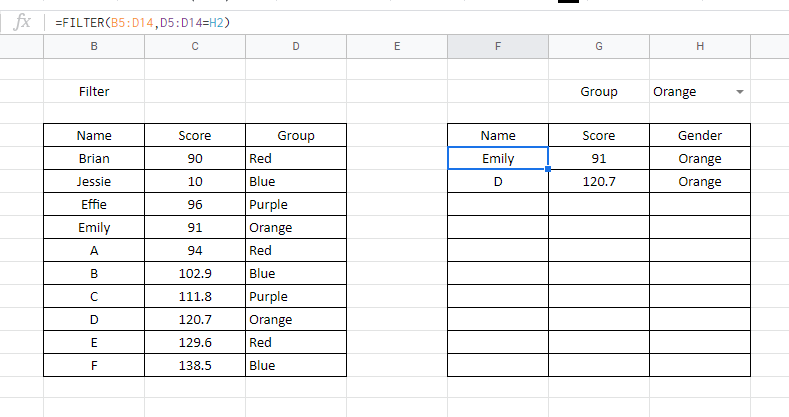 fx =FILTER(B5:D14,D5:D14=H2)
B C D E F G H
Filter Group Orange
Name Score Group Name Score Gender
Brian 90 Red Emily 91 Orange
Jessie 10 Blue D 120.7 Orange
Effie 96 Purple
Emily 91 Orange
A 94 Red
B 102.9 Blue
C 111.8 Purple
D 120.7 Orange
E 129.6 Red
F 138.5 Blue